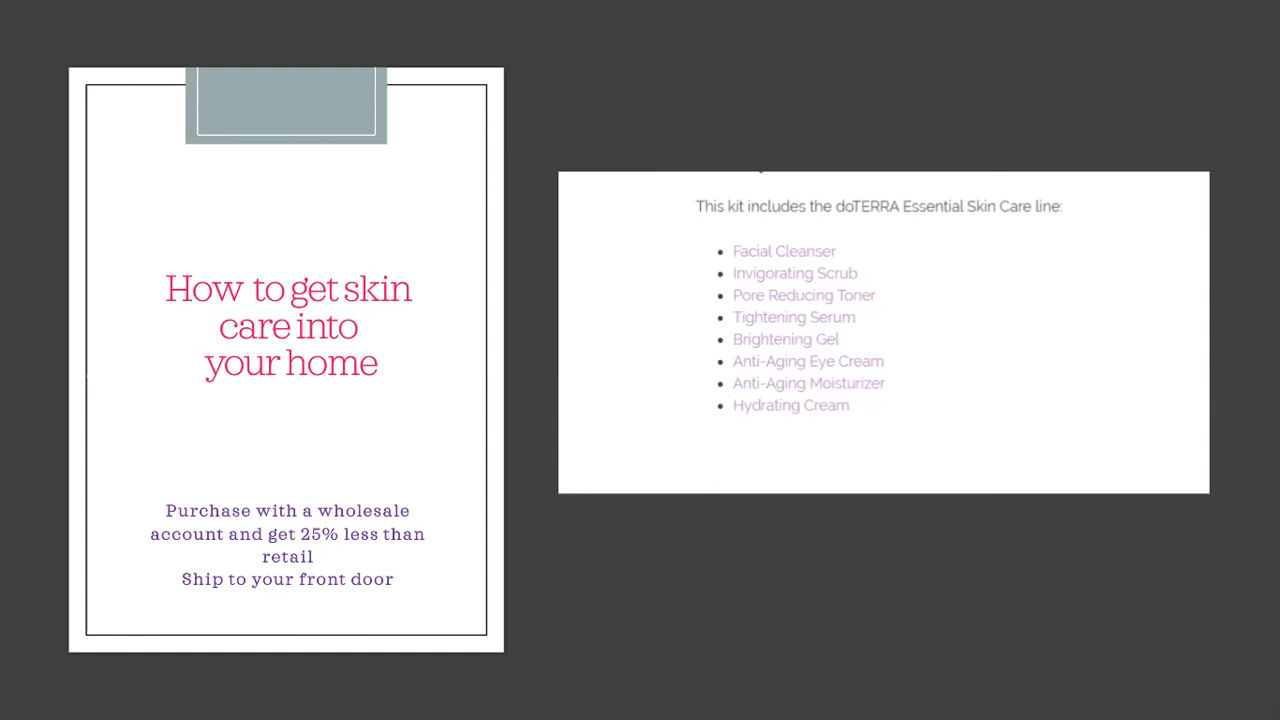 How to get skin
care into
your home
Purchase with a wholesale
account and get 25% less than
retail
Ship to your front door
This kit includes the doTERRA Essential Skin Care line:
Facial Cleanser
Invigorating Scrub
Pore Reducing Toner
Tightening Serum
Brightening Gel
Anti-Aging Eye Cream
Anti-Aging Moisturizer
Hydrating Cream